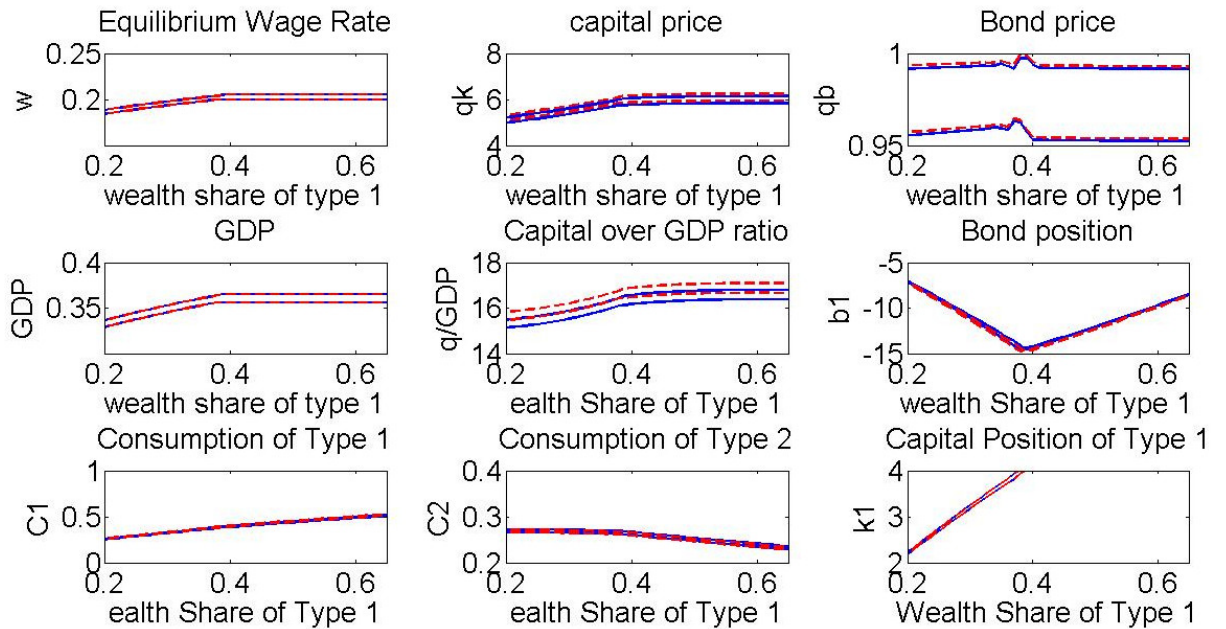 Equilibrium Wage Rate
0.25
0.2
w
0.2 0.4 0.6
wealth share of type 1
capital price
8
6
4
qk
0.2 0.4 0.6
wealth share of type 1
Bond price
1
0.95
qb
0.2 0.4 0.6
wealth share of type 1
GDP
0.4
0.35
GDP
0.2 0.4 0.6
wealth share of type 1
Capital over GDP ratio
18
16
14
q/GDP
0.2 0.4 0.6
ealth Share of Type 1
Bond position
-5
-10
-15
b1
0.2 0.4 0.6
wealth Share of Type 1
Consumption of Type 1
1
0.5
0
C1
0.2 0.4 0.6
ealth Share of Type 1
Consumption of Type 2
0.4
0.3
0.2
C2
0.2 0.4 0.6
ealth Share of Type 1
Capital Position of Type 1
4
3
2
k1
0.2 0.4 0.6
Wealth Share of Type 1